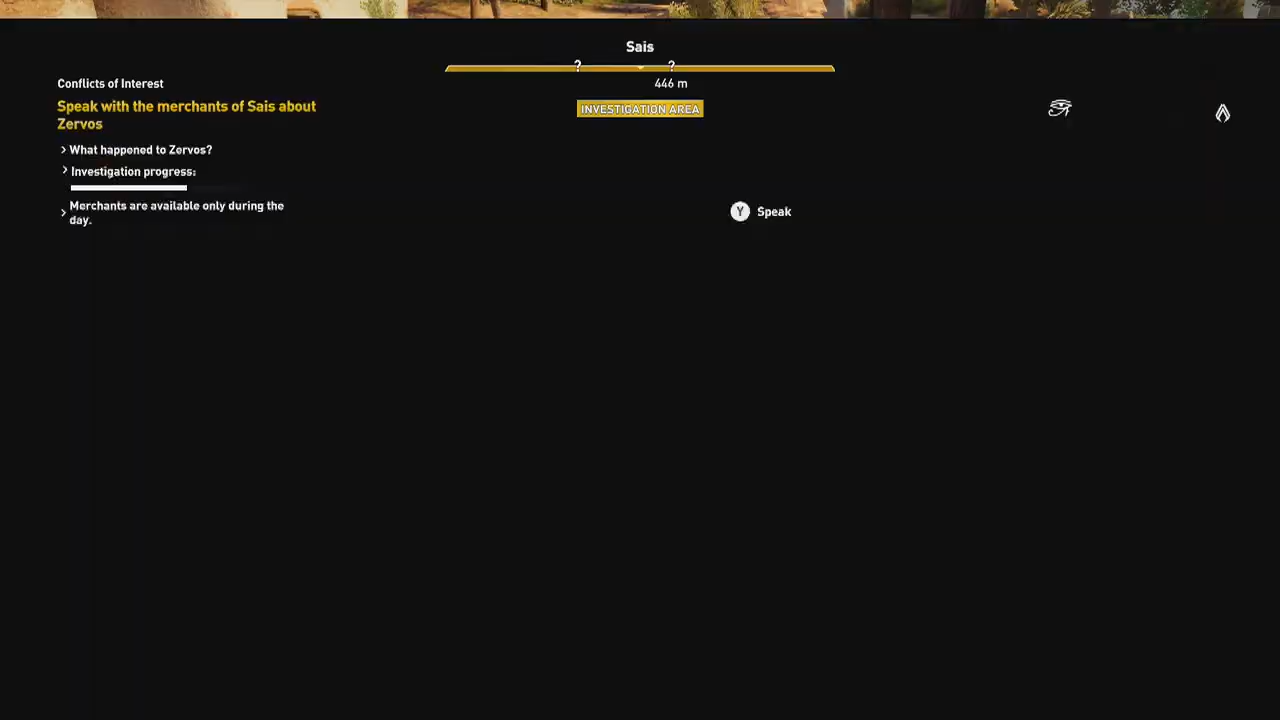 Sais
? ?
Conflicts of Interest
446 m
Speak with the merchants of Sais about
Zervos
INVESTIGATION AREA
> What happened to Zervos?
> Investigation progress:
> Merchants are available only during the
day.
Y Speak